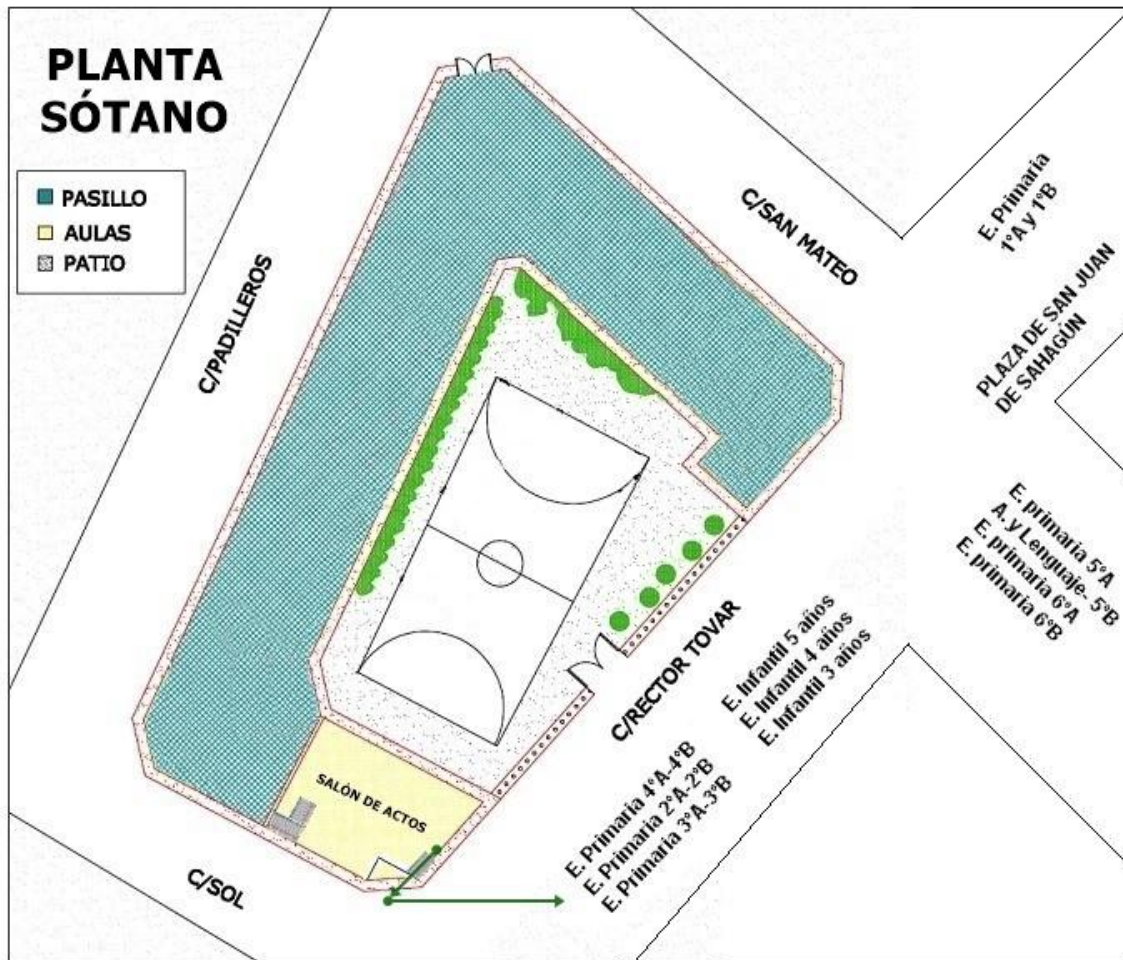 PLANTA
SÓTANO
PASILLO
AULAS
PATIO
C/PADILLEROS
C/SAN MATEO
E. Primaria
1ºA y 1ºB
PLAZA DE SAN JUAN
DE SAHAGÚN
E. primaria 5ºA
A. y Lenguaje- 5ºB
E. primaria 6ºA
E. primaria 6ºB
C/RECTOR TOVAR
E. Infantil 5 años
E. Infantil 4 años
E. Infantil 3 años
E. Primaria 4ºA-4ºB
E. Primaria 2ºA-2ºB
E. Primaria 3ºA-3ºB
SALÓN DE ACTOS
C/SOL